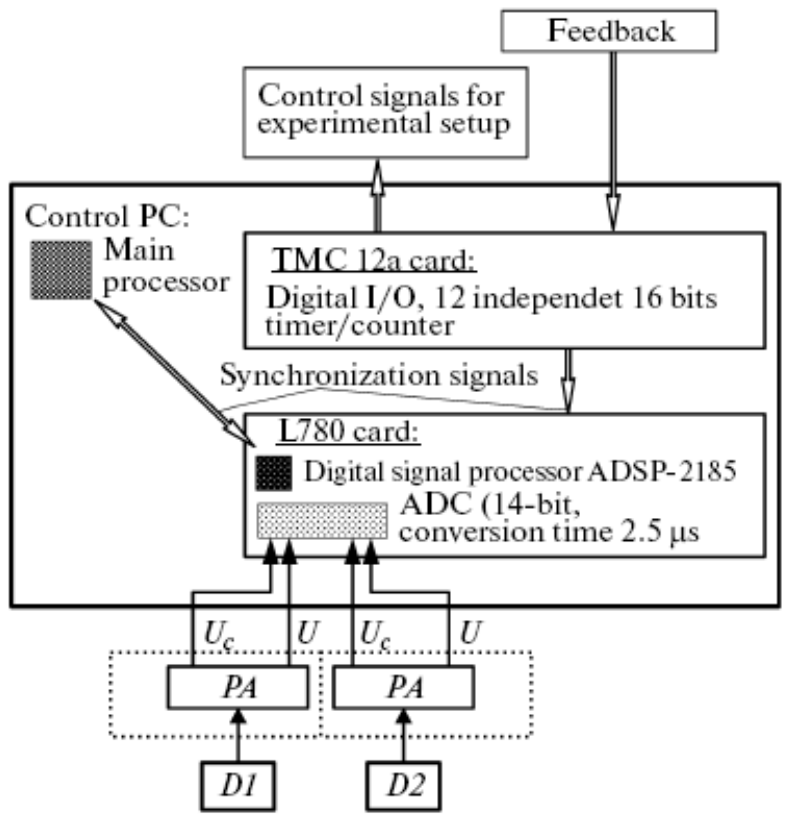 Feedback
Control signals for
experimental setup
Control PC:
Main
processor
TMC 12a card:
Digital I/O, 12 independet 16 bits
timer/counter
Synchronization signals
L780 card:
Digital signal processor ADSP-2185
ADC (14-bit,
conversion time 2.5 μs
Uc U Uc U
PA PA
D1 D2